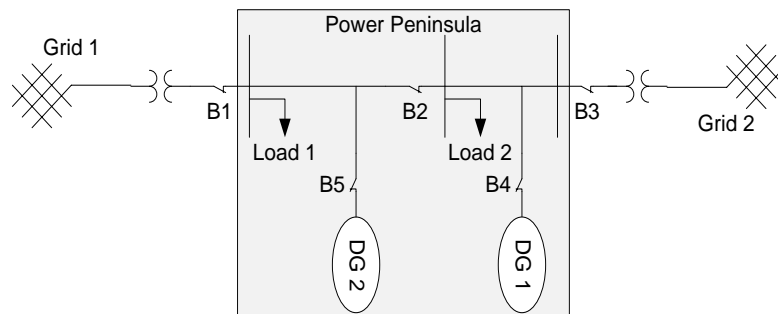 Power Peninsula
Grid 1
B1
B2
B3
Grid 2
Load 1
Load 2
B5
B4
DG 2
DG 1